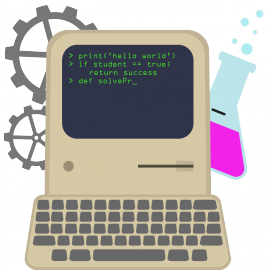 > print('hello world')
> if student == true:
return success
> def solvePr_